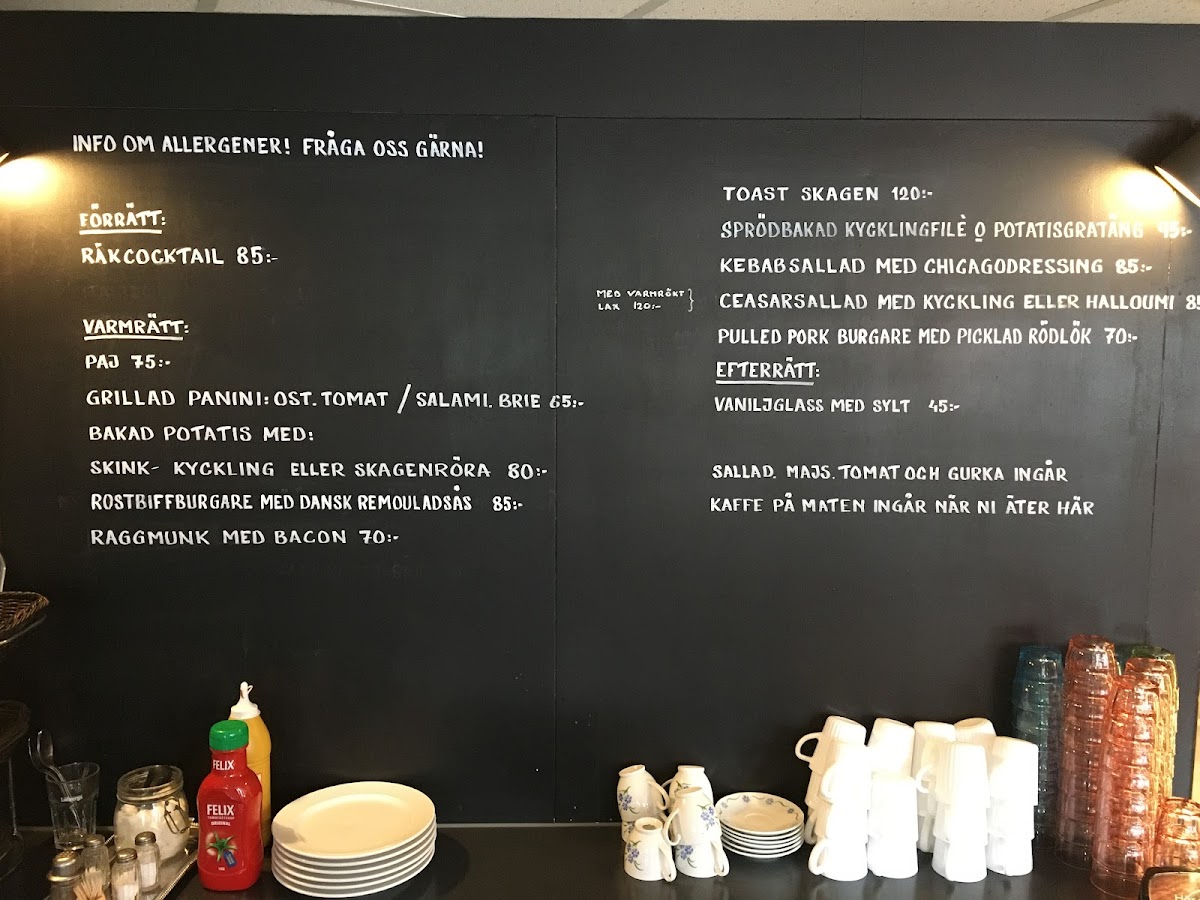 INFO OM ALLERGENER! FRÅGA OSS GÄRNA!
FÖRRÄTT:
RÄKCOCKTAIL 85:-
VARMRÄTT:
PAJ 75:-
GRILLAD PANINI: OST. TOMAT / SALAMI. BRIE 65:-
BAKAD POTATIS MED:
SKINK- KYCKLING ELLER SKAGENRÖRA 80:-
ROSTBIFFBURGARE MED DANSK REMOULADSÅS 85:-
RAGGMUNK MED BACON 70:-
TOAST SKAGEN 120:-
SPRÖDBAKAD KYCKLINGFILÈ O POTATISGRATÄNG 95:-
KEBABSALLAD MED CHICAGODRESSING 85:-
MED VARMRÖKT
LAX 120:-
CEASARSALLAD MED KYCKLING ELLER HALLOUMI 85
PULLED PORK BURGARE MED PICKLAD RÖDLÖK 70:-
EFTERRÄTT:
VANILJGLASS MED SYLT 45:-
SALLAD. MAJS. TOMAT OCH GURKA INGÅR
KAFFE PÅ MATEN INGÅR NÄR NI ÄTER HÄR
FELIX
FELIX